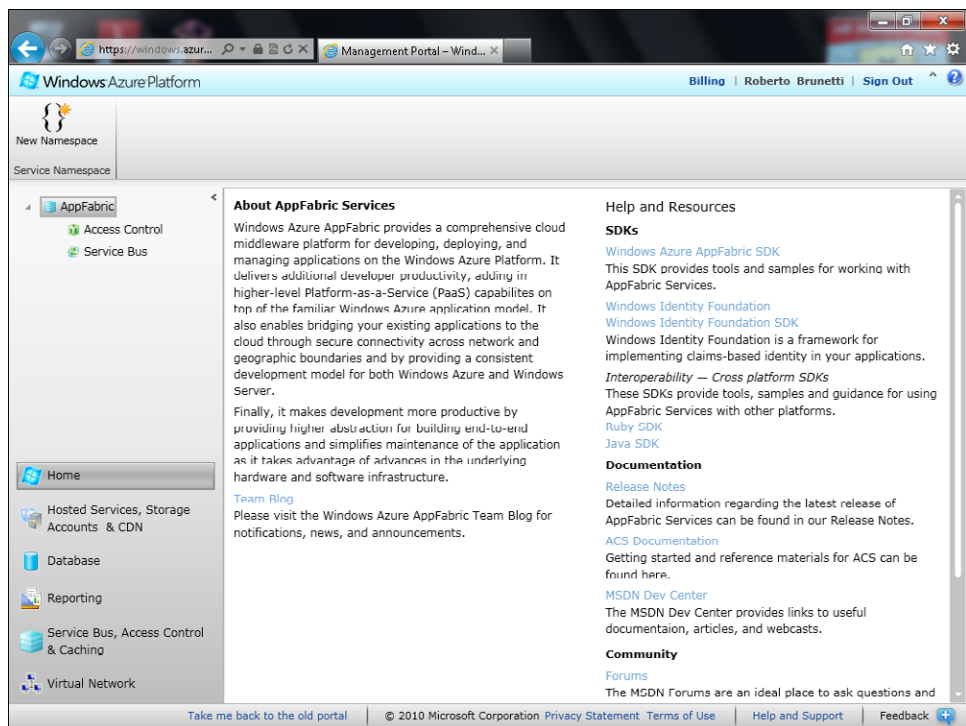 https://windows.azur...
Management Portal – Wind...
Windows Azure Platform
Billing | Roberto Brunetti | Sign Out
New Namespace
Service Namespace
AppFabric
Access Control
Service Bus
Home
Hosted Services, Storage
Accounts & CDN
Database
Reporting
Service Bus, Access Control
& Caching
Virtual Network
About AppFabric Services
Windows Azure AppFabric provides a comprehensive cloud
middleware platform for developing, deploying, and
managing applications on the Windows Azure Platform. It
delivers additional developer productivity, adding in
higher-level Platform-as-a-Service (PaaS) capabilites on
top of the familiar Windows Azure application model. It
also enables bridging your existing applications to the
cloud through secure connectivity across network and
geographic boundaries and by providing a consistent
development model for both Windows Azure and Windows
Server.
Finally, it makes development more productive by
providing higher abstraction for building end-to-end
applications and simplifies maintenance of the application
as it takes advantage of advances in the underlying
hardware and software infrastructure.
Team Blog
Please visit the Windows Azure AppFabric Team Blog for
notifications, news, and announcements.
Help and Resources
SDKs
Windows Azure AppFabric SDK
This SDK provides tools and samples for working with
AppFabric Services.
Windows Identity Foundation
Windows Identity Foundation SDK
Windows Identity Foundation is a framework for
implementing claims-based identity in your applications.
Interoperability — Cross platform SDKs
These SDKs provide tools, samples and guidance for using
AppFabric Services with other platforms.
Ruby SDK
Java SDK
Documentation
Release Notes
Detailed information regarding the latest release of
AppFabric Services can be found in our Release Notes.
ACS Documentation
Getting started and reference materials for ACS can be
found here.
MSDN Dev Center
The MSDN Dev Center provides links to useful
documentaion, articles, and webcasts.
Community
Forums
The MSDN Forums are an ideal place to ask questions and
Take me back to the old portal | © 2010 Microsoft Corporation Privacy Statement Terms of Use | Help and Support | Feedback